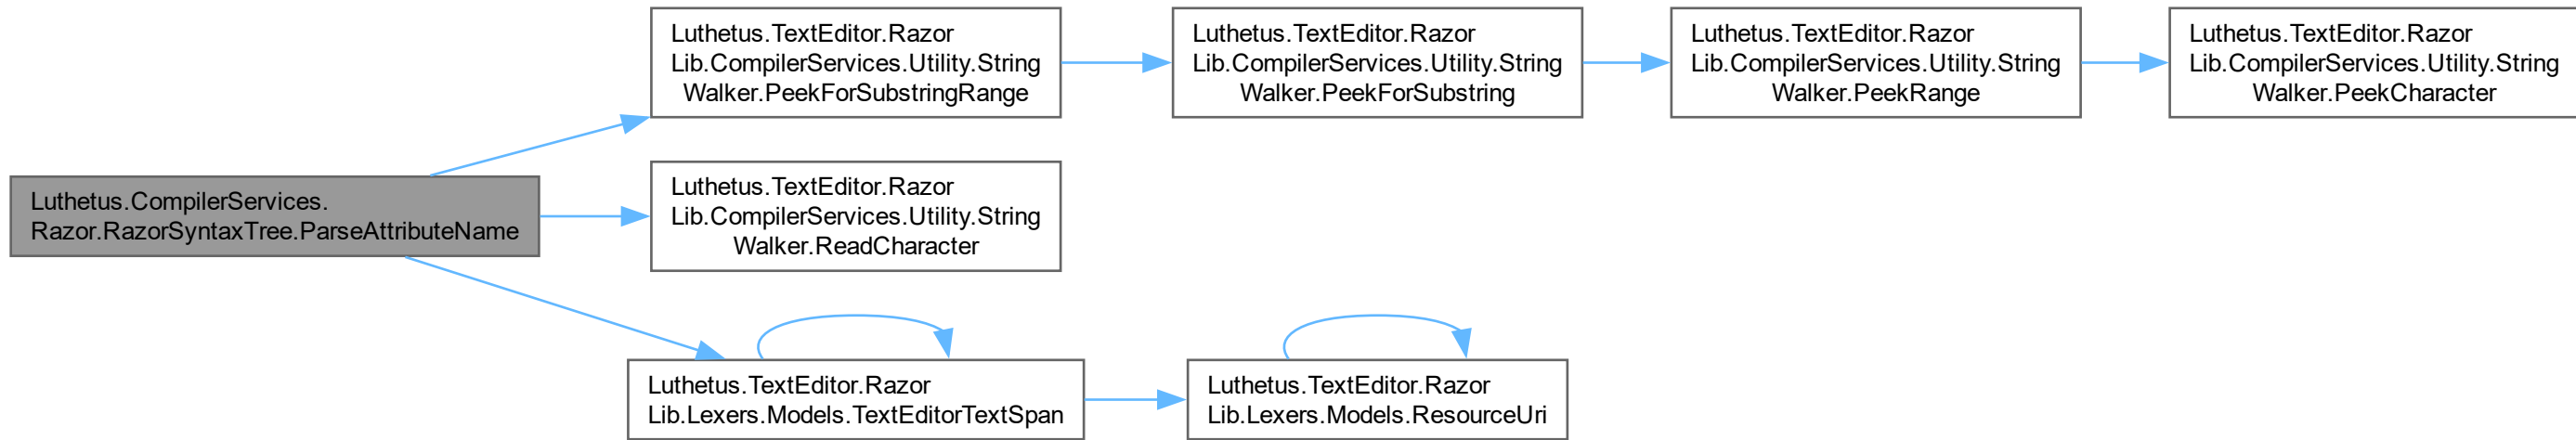 Luthetus.TextEditor.Razor
Lib.CompilerServices.Utility.String
Walker.PeekForSubstringRange
Luthetus.TextEditor.Razor
Lib.CompilerServices.Utility.String
Walker.PeekForSubstring
Luthetus.TextEditor.Razor
Lib.CompilerServices.Utility.String
Walker.PeekRange
Luthetus.TextEditor.Razor
Lib.CompilerServices.Utility.String
Walker.PeekCharacter
Luthetus.CompilerServices.
Razor.RazorSyntaxTree.ParseAttributeName
Luthetus.TextEditor.Razor
Lib.CompilerServices.Utility.String
Walker.ReadCharacter
Luthetus.TextEditor.Razor
Lib.Lexers.Models.TextEditorTextSpan
Luthetus.TextEditor.Razor
Lib.Lexers.Models.ResourceUri